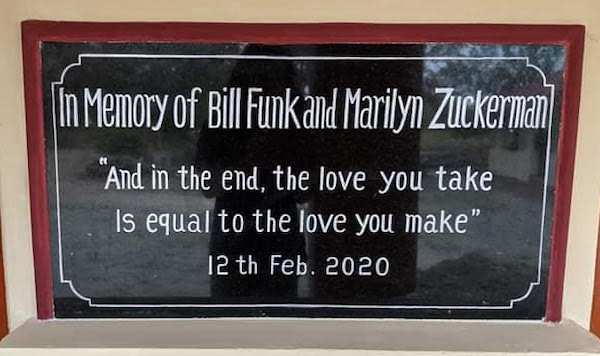 In Memory of Bill Funk and Marilyn Zuckerman
"And in the end, the love you take
Is equal to the love you make"
12 th Feb. 2020